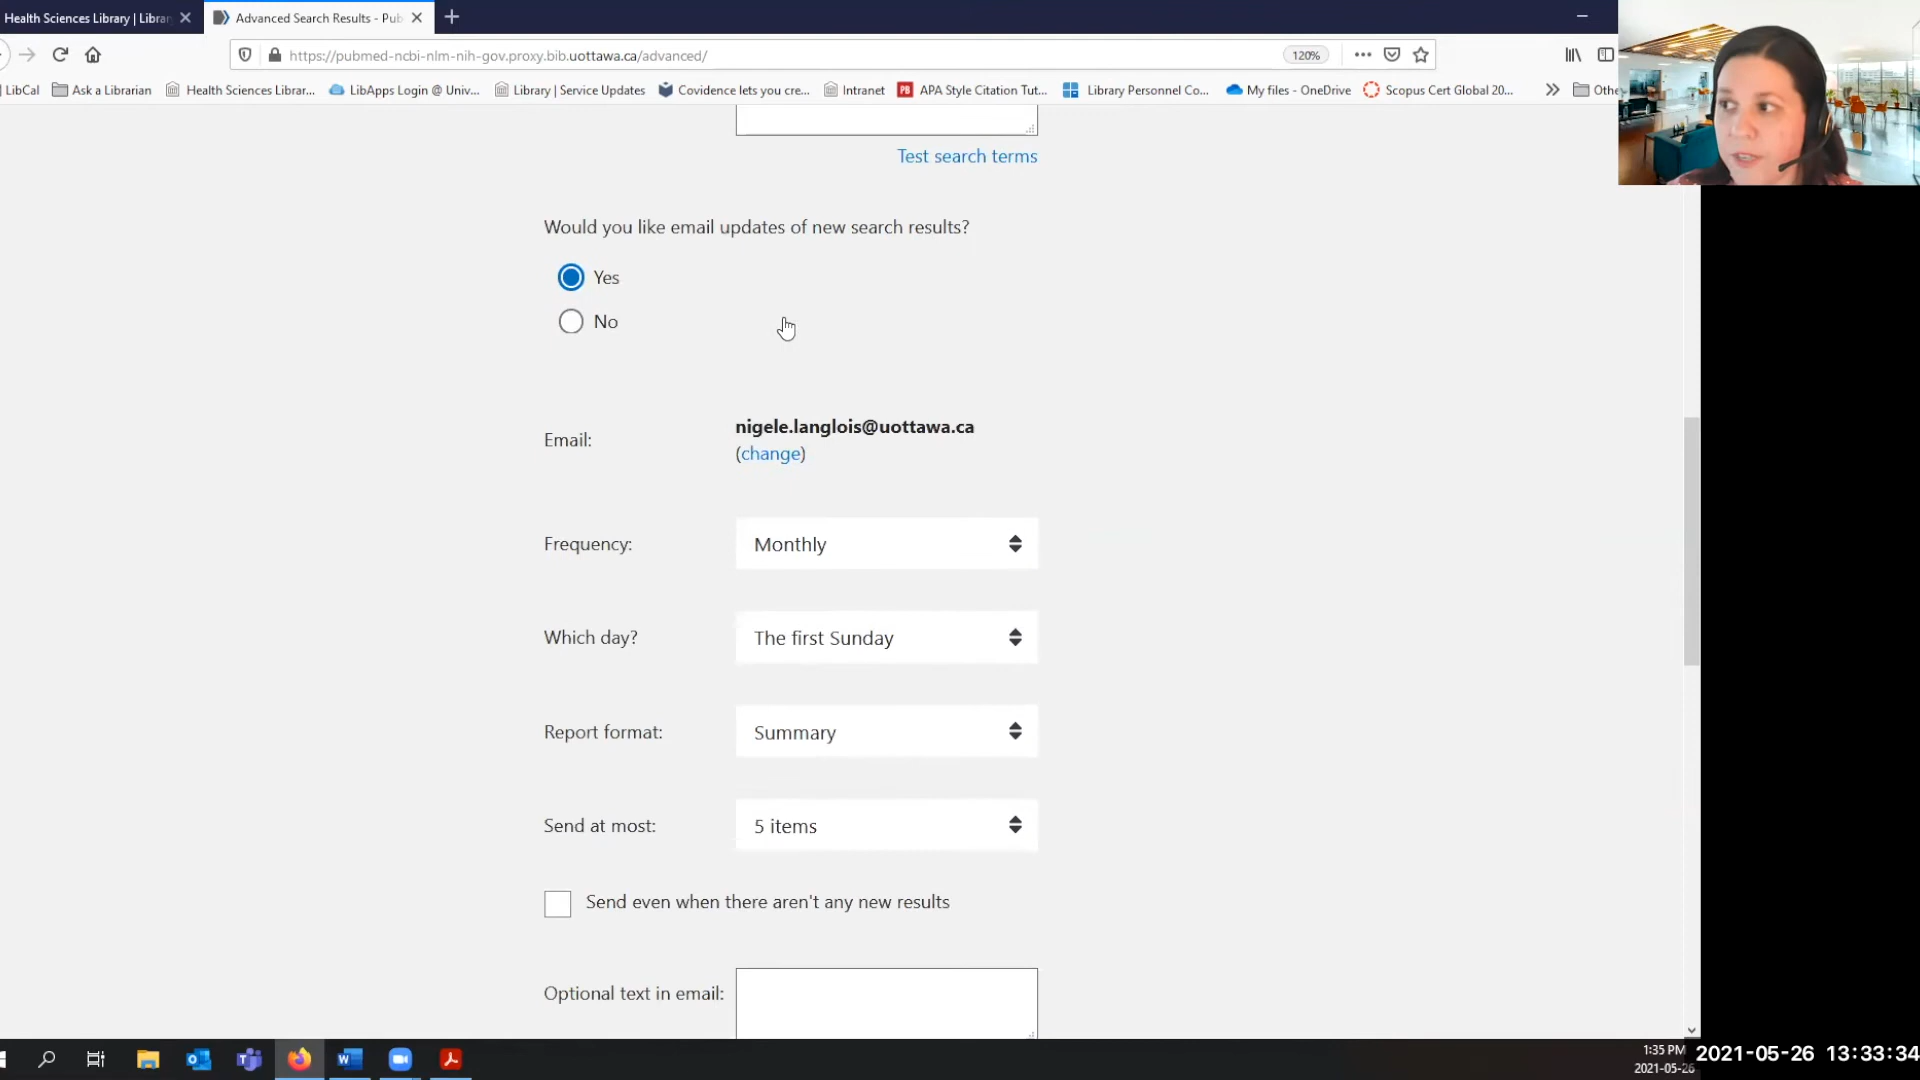 Health Sciences Library | Librar
Advanced Search Results - Pub
https://pubmed-ncbi-nlm-nih-gov.proxy.bib.uottawa.ca/advanced/
120%
LibCal
Ask a Librarian
Health Sciences Librar...
LibApps Login @ Univ...
Library | Service Updates
Covidence lets you cre...
Intranet
PB
APA Style Citation Tut...
Library Personnel Co...
My files - OneDrive
Scopus Cert Global 20...
Othe
Test search terms
Would you like email updates of new search results?
Yes
No
Email:
nigele.langlois@uottawa.ca
(change)
Frequency:
Monthly
Which day?
The first Sunday
Report format:
Summary
Send at most:
5 items
Send even when there aren't any new results
Optional text in email:
1:35 PM
2021-05-26
2021-05-26 13:33:34